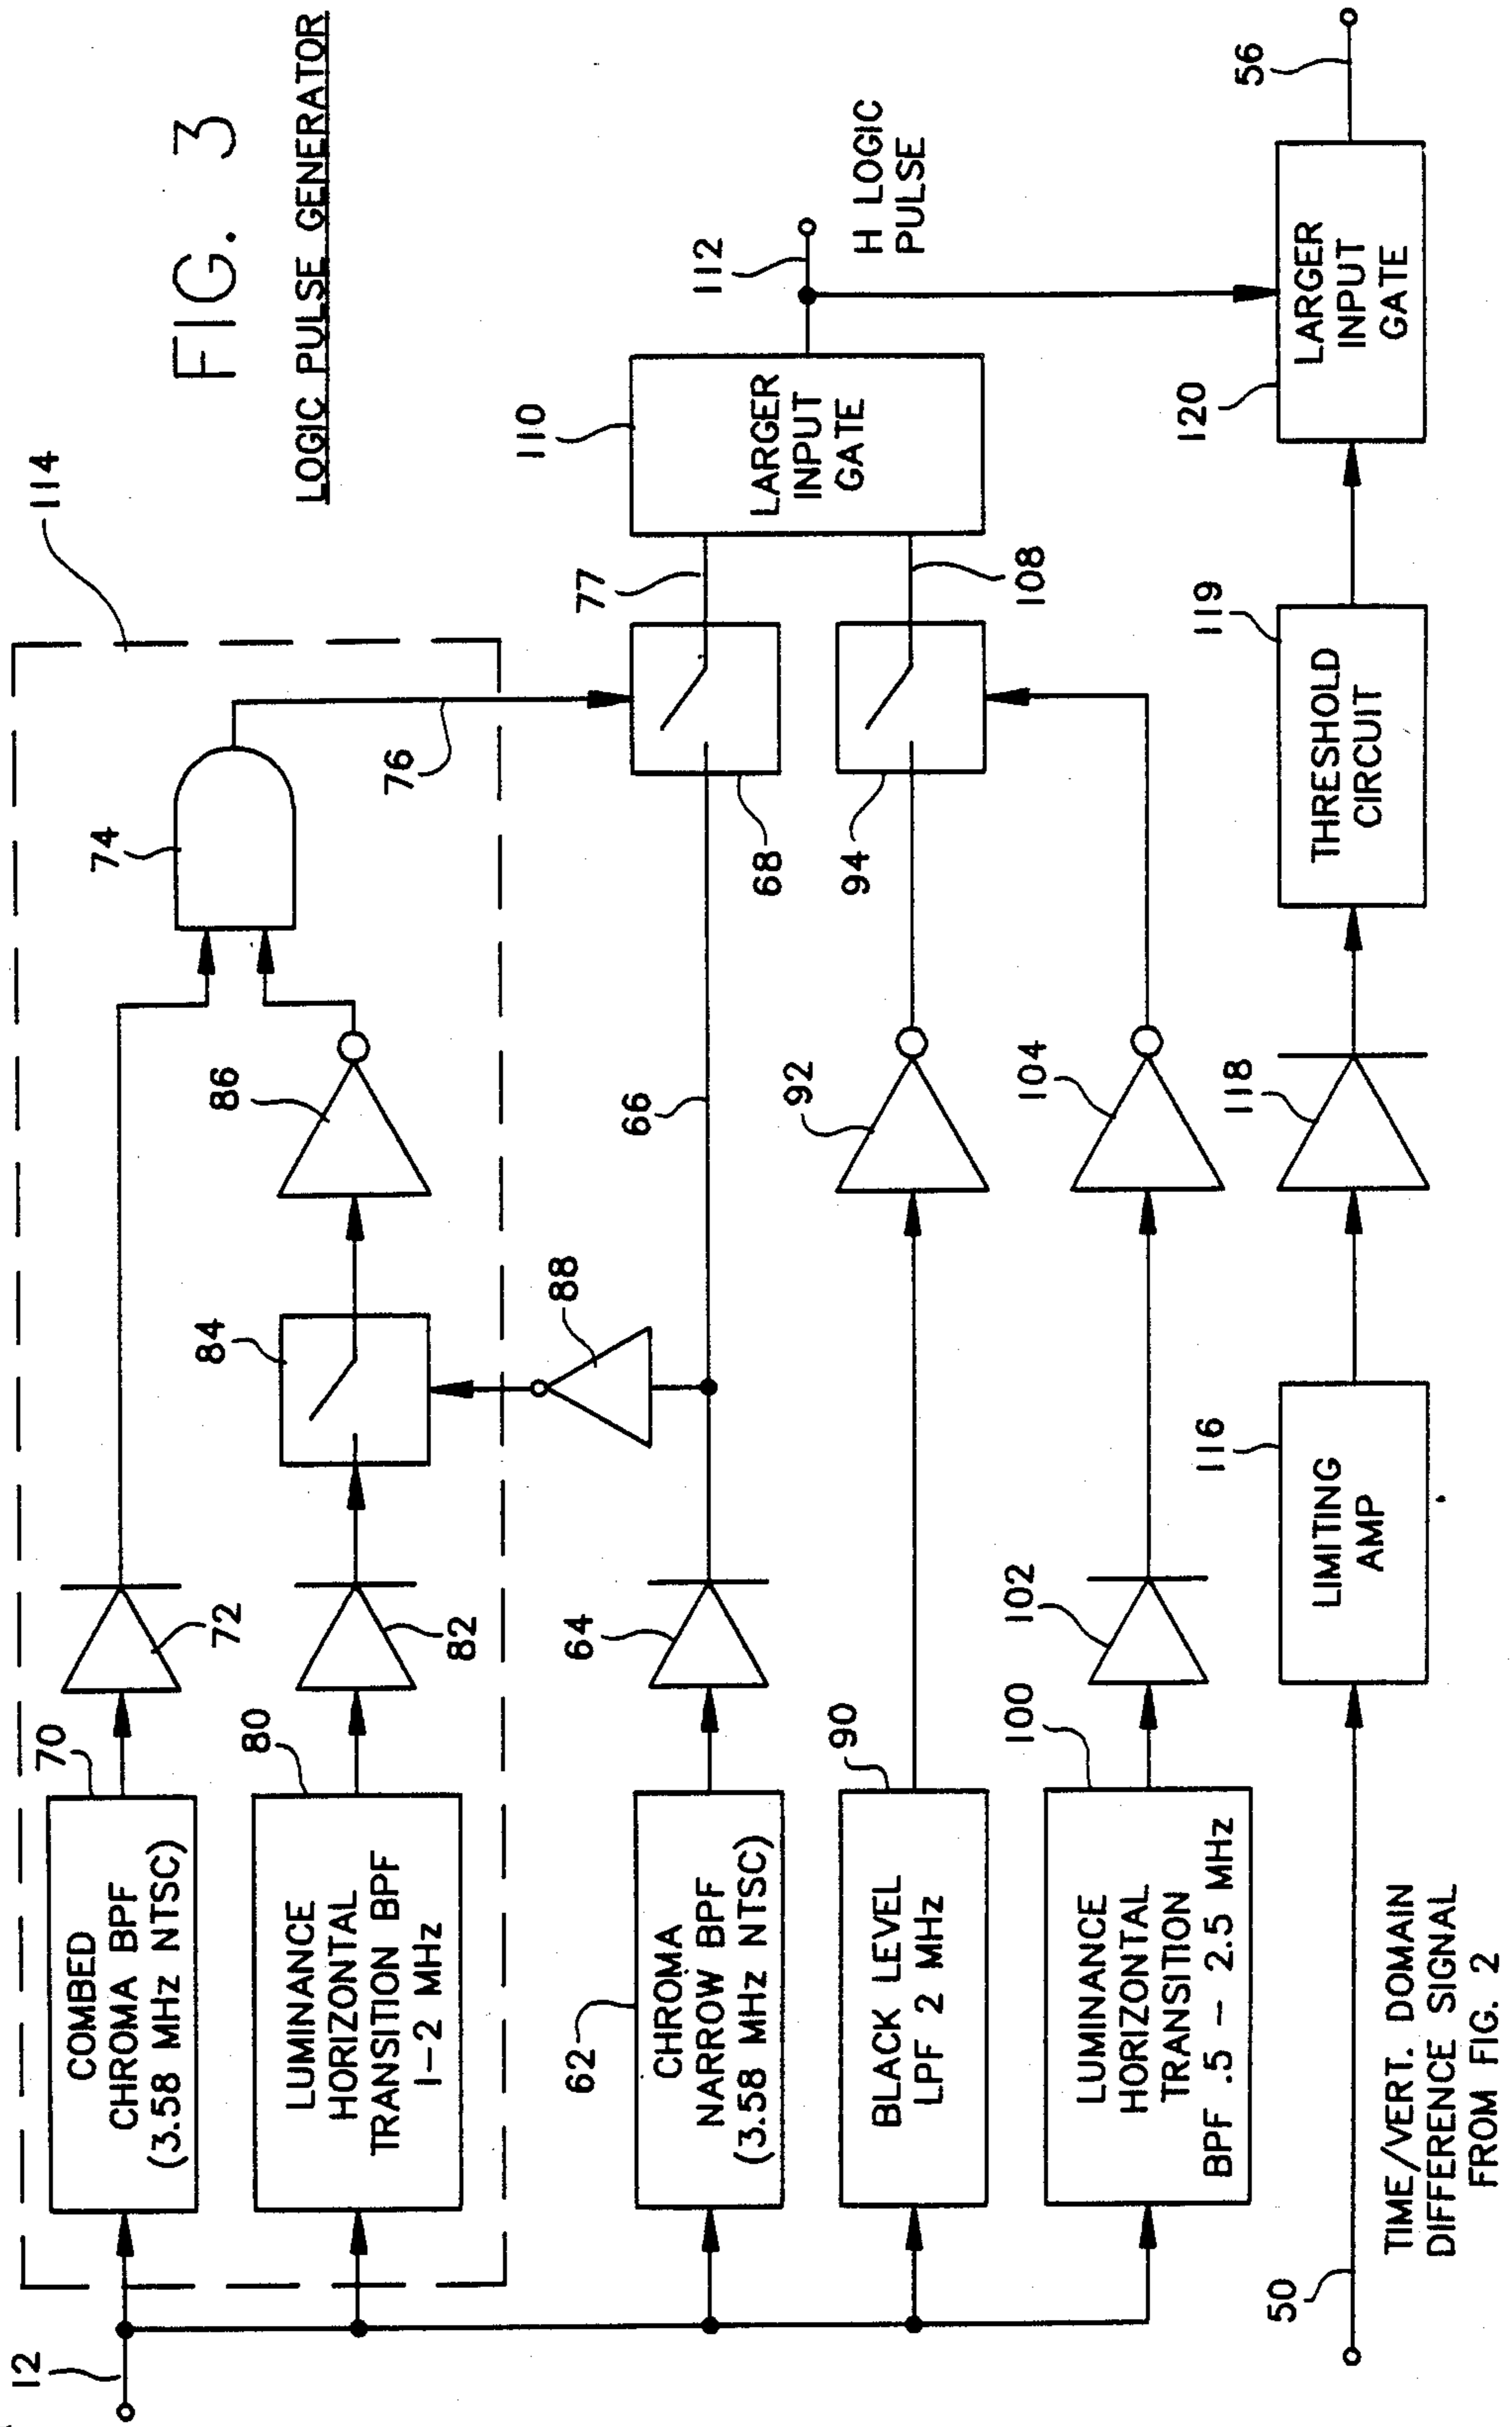 FIG. 3
LOGIC PULSE GENERATOR
114
12
70
COMBED
CHROMA BPF
(3.58 MHz NTSC)
72
74
76
80
LUMINANCE
HORIZONTAL
TRANSITION BPF
1-2 MHz
82
84
86
88
62
CHROMA
NARROW BPF
(3.58 MHz NTSC)
64
66
68
77
110
LARGER
INPUT
GATE
112
H LOGIC
PULSE
90
BLACK LEVEL
LPF 2 MHz
92
94
108
100
LUMINANCE
HORIZONTAL
TRANSITION
BPF .5 - 2.5 MHz
102
104
50
TIME/VERT. DOMAIN
DIFFERENCE SIGNAL
FROM FIG. 2
116
LIMITING
AMP
118
119
THRESHOLD
CIRCUIT
120
LARGER
INPUT
GATE
56